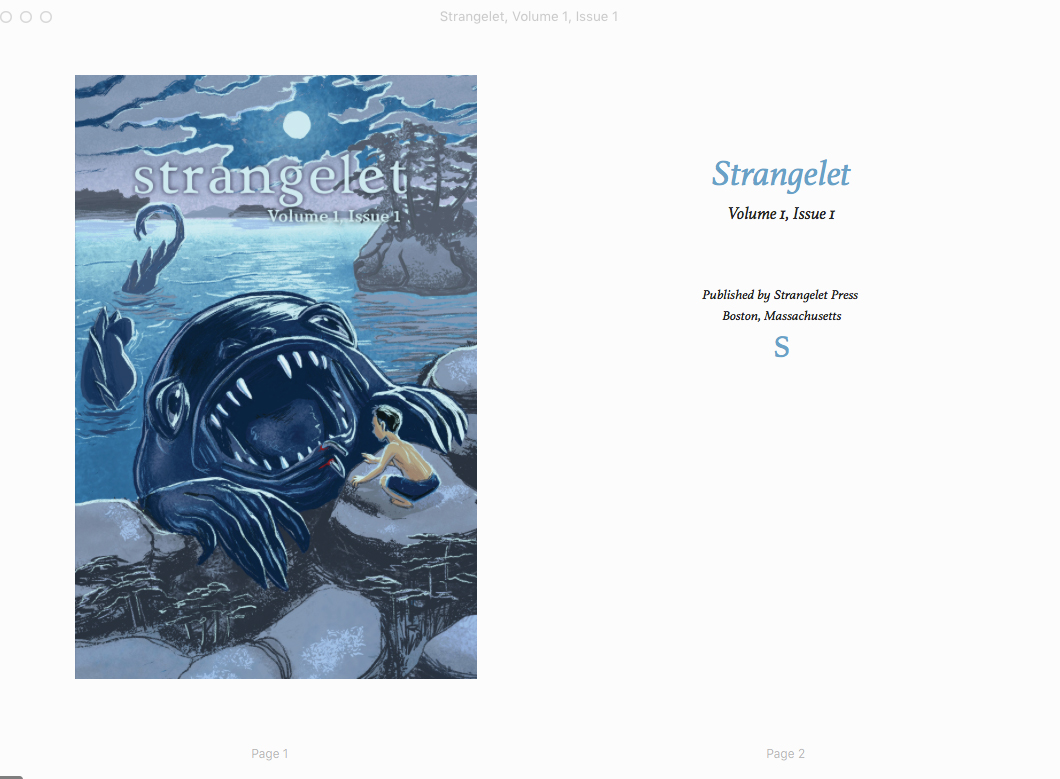 Strangelet, Volume 1, Issue 1
strangelet
Volume 1, Issue 1
Strangelet
Volume 1, Issue 1
Published by Strangelet Press
Boston, Massachusetts
S
Page 1
Page 2